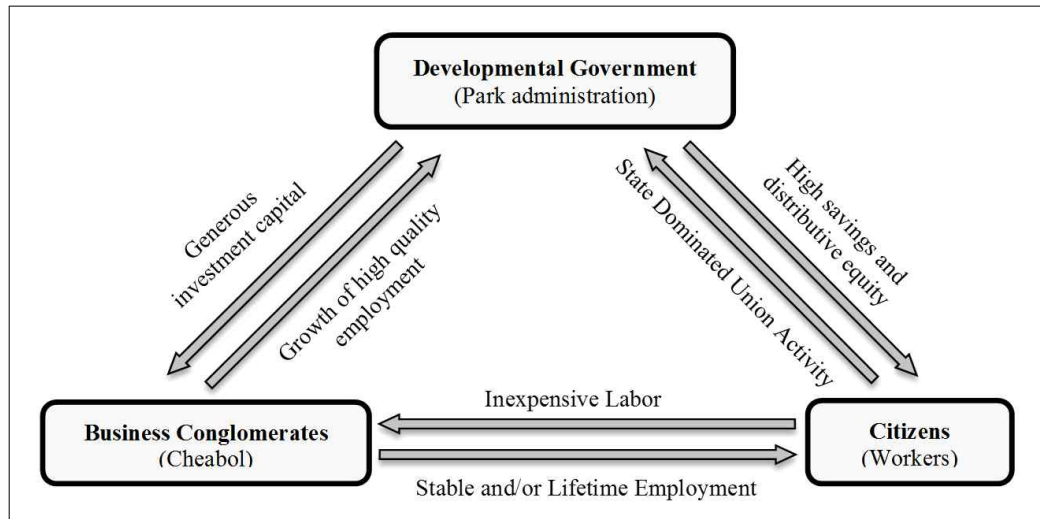 Developmental Government
(Park administration)
Generous
investment capital
Growth of high quality
employment
State Dominated Union Activity
High savings and
distributive equity
Inexpensive Labor
Business Conglomerates
(Cheabol)
Citizens
(Workers)
Stable and/or Lifetime Employment